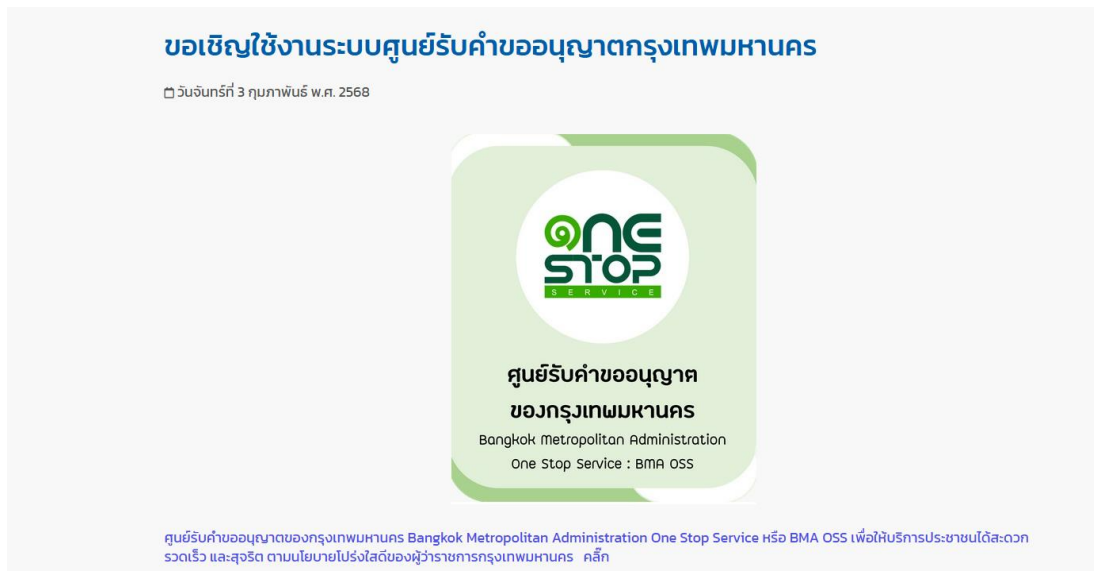 ขอเชิญใช้งานระบบศูนย์รับคำขออนุญาตกรุงเทพมหานคร
วันจันทร์ที่ 3 กุมภาพันธ์ พ.ศ. 2568
ONE
STOP
SERVICE
ศูนย์รับคำขออนุญาต
ของกรุงเทพมหานคร
Bangkok Metropolitan Administration
One Stop Service : BMA OSS
ศูนย์รับคำขออนุญาตของกรุงเทพมหานคร Bangkok Metropolitan Administration One Stop Service หรือ BMA OSS เพื่อให้บริการประชาชนได้สะดวก
รวดเร็ว และสุจริต ตามนโยบายโปร่งใสดีของผู้ว่าราชการกรุงเทพมหานคร คลิ๊ก